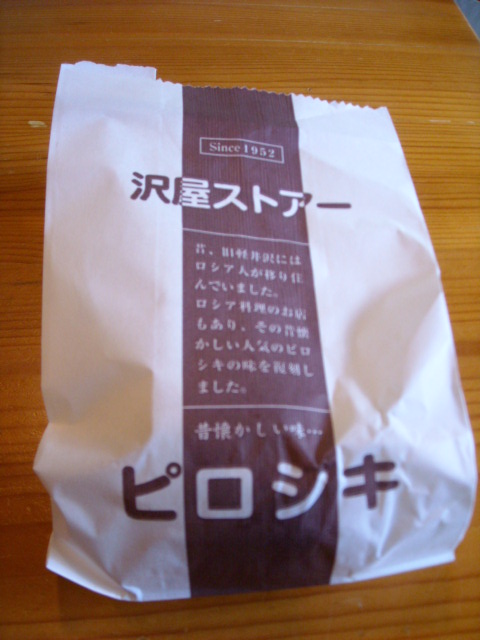 Since 1952
沢屋ストアー
昔、旧軽井沢には
ロシア人が移り住
んでいました。
ロシア料理のお店
もあり、その昔懐
かしい人気のピロ
シキの味を復刻し
ました。
昔懐かしい味…
ピロシキ